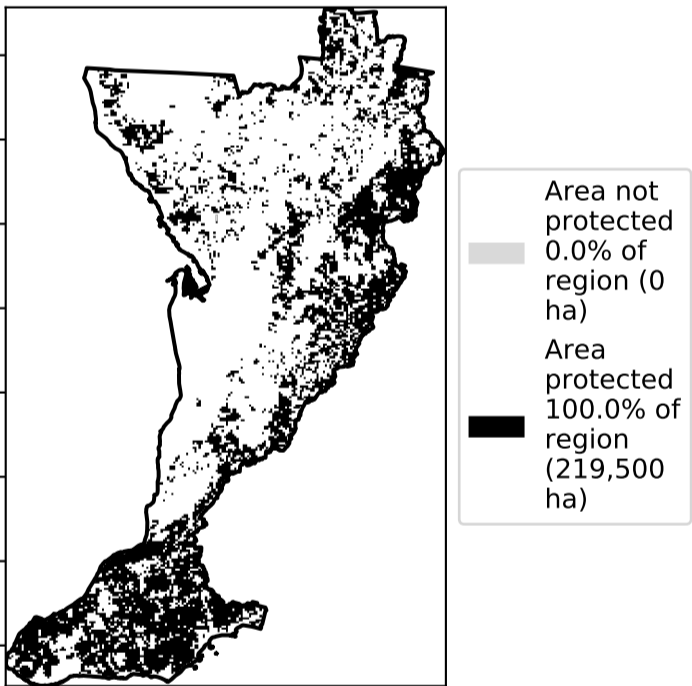 Area not
protected
0.0% of
region (0
ha)
Area
protected
100.0% of
region
(219,500
ha)